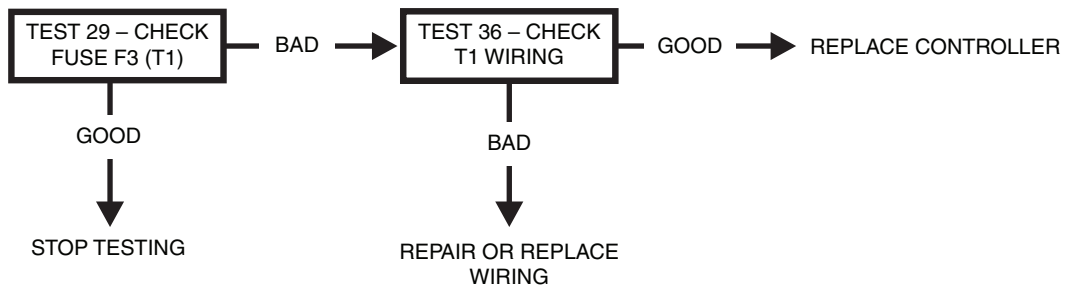 TEST 29 – CHECK
FUSE F3 (T1)
BAD
TEST 36 – CHECK
T1 WIRING
GOOD
REPLACE CONTROLLER
GOOD
BAD
STOP TESTING
REPAIR OR REPLACE
WIRING